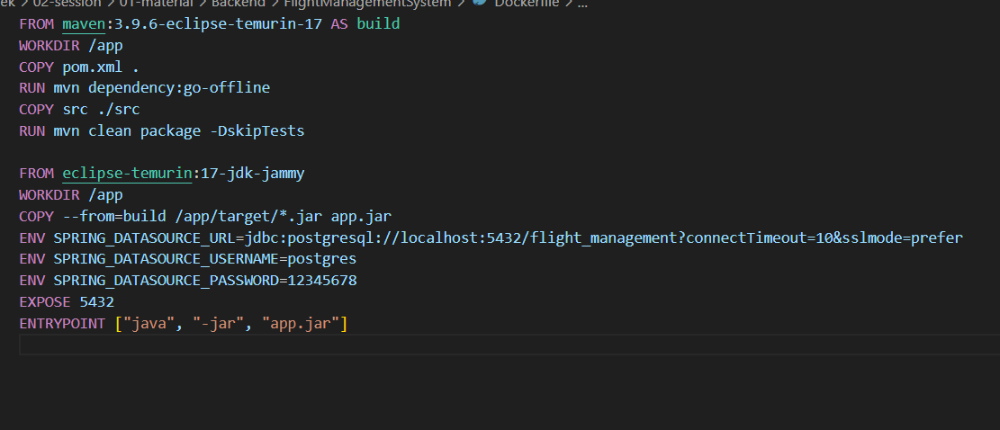 ek > 02-session > 01-material > Backend > FlightManagementSystem > Dockerfile > ...
FROM maven:3.9.6-eclipse-temurin-17 AS build
WORKDIR /app
COPY pom.xml .
RUN mvn dependency:go-offline
COPY src ./src
RUN mvn clean package -DskipTests
FROM eclipse-temurin:17-jdk-jammy
WORKDIR /app
COPY --from=build /app/target/*.jar app.jar
ENV SPRING_DATASOURCE_URL=jdbc:postgresql://localhost:5432/flight_management?connectTimeout=10&sslmode=prefer
ENV SPRING_DATASOURCE_USERNAME=postgres
ENV SPRING_DATASOURCE_PASSWORD=12345678
EXPOSE 5432
ENTRYPOINT ["java", "-jar", "app.jar"]